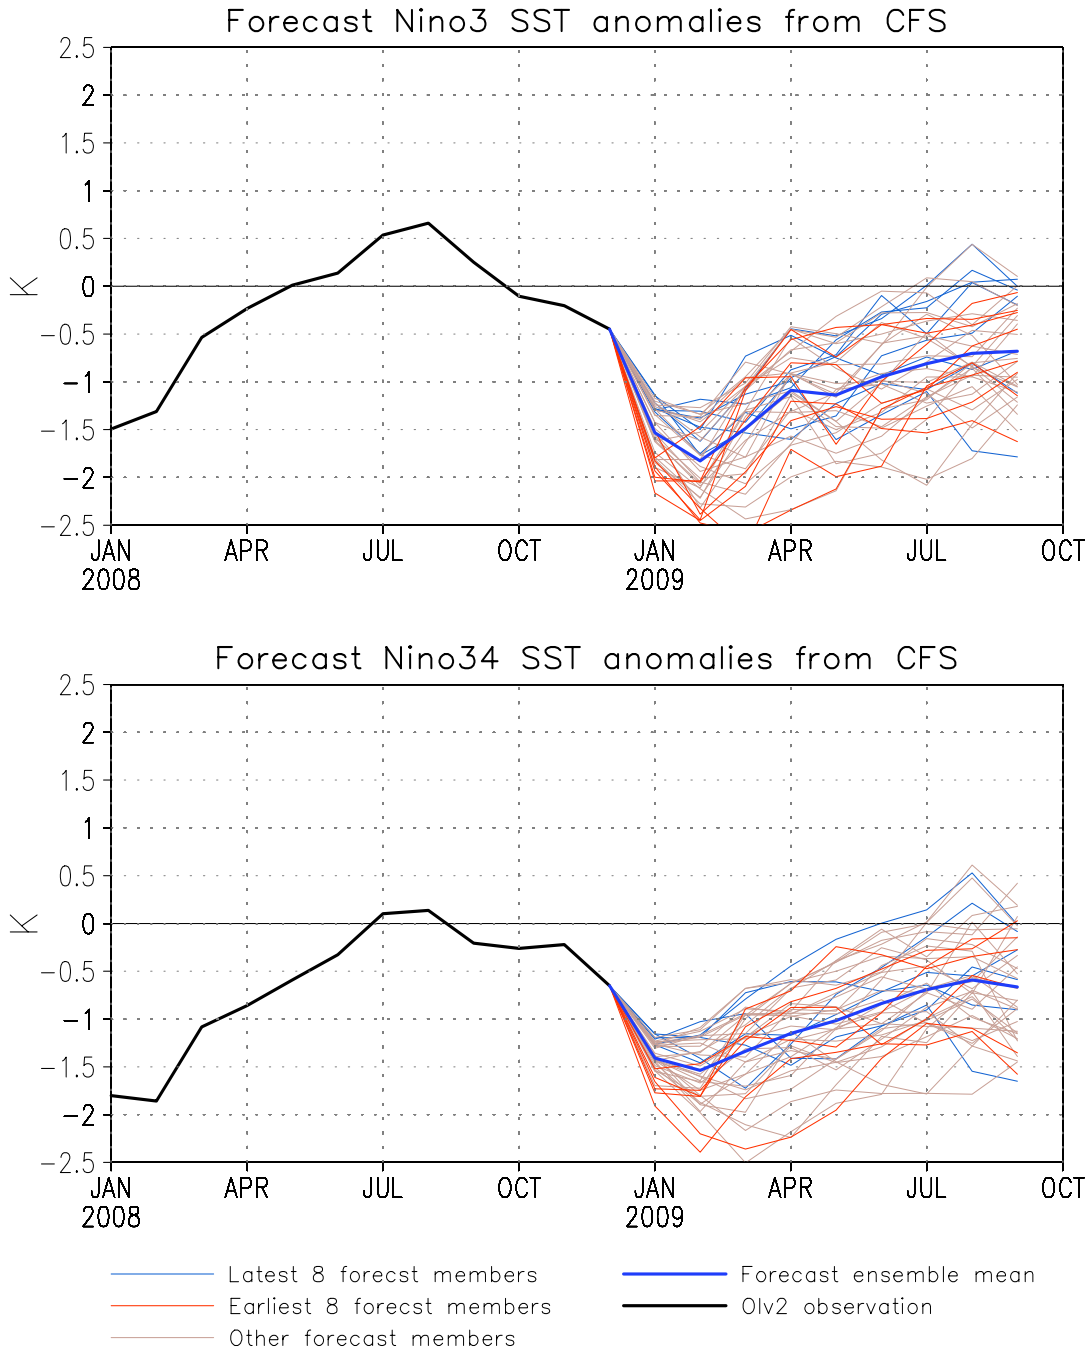 Forecast Nino3 SST anomalies from CFS
2.5
2
1.5
1
0.5
0
-0.5
-1
-1.5
-2
-2.5
K
JAN APR JUL OCT JAN APR JUL OCT
2008 2009
Forecast Nino34 SST anomalies from CFS
2.5
2
1.5
1
0.5
0
-0.5
-1
-1.5
-2
-2.5
K
JAN APR JUL OCT JAN APR JUL OCT
2008 2009
Latest 8 forecst members
Earliest 8 forecst members
Other forecast members
Forecast ensemble mean
OIv2 observation